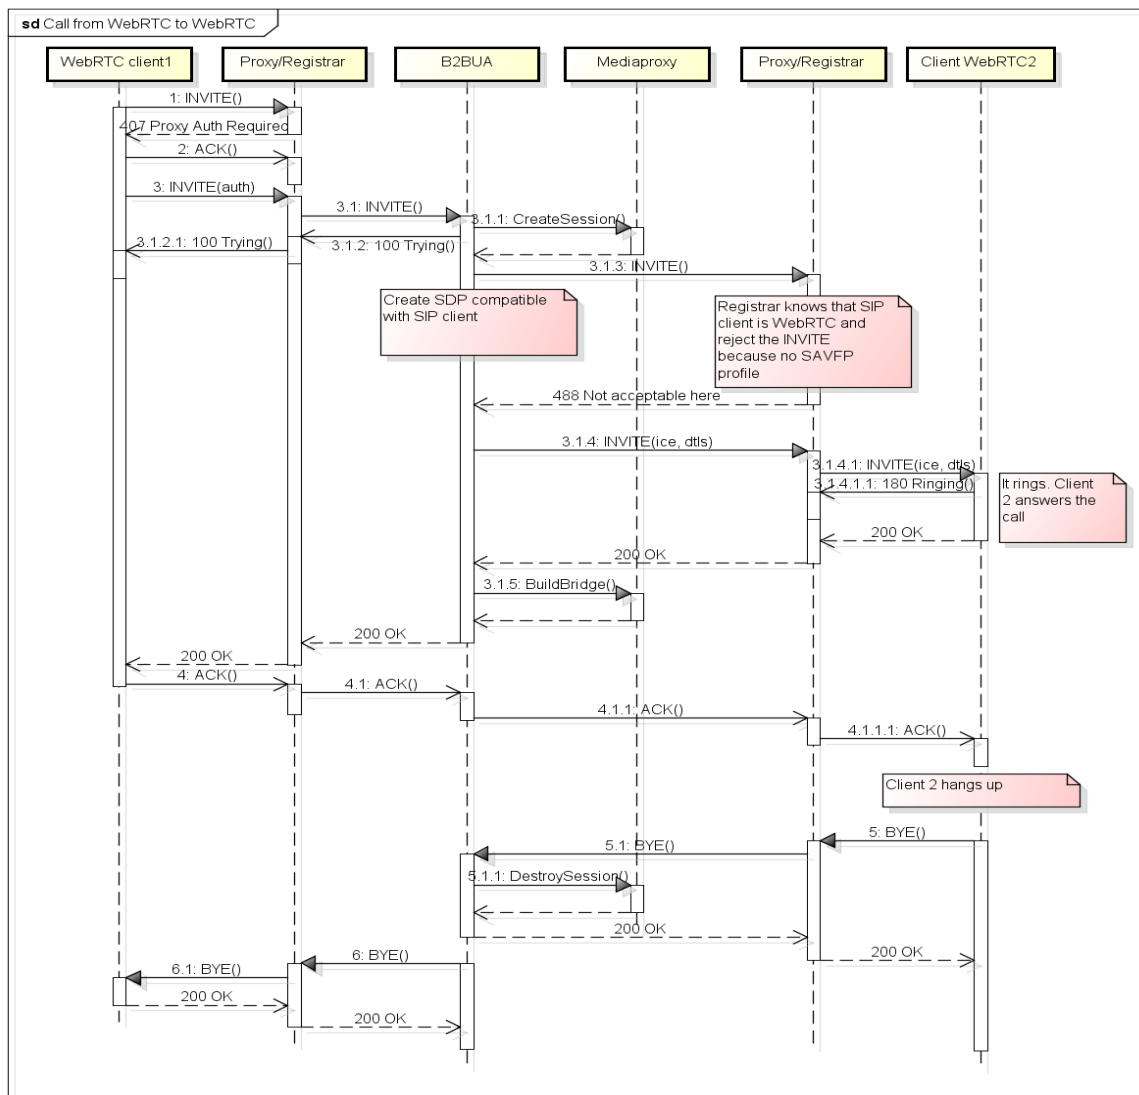 sd Call from WebRTC to WebRTC
WebRTC client1
Proxy/Registrar
B2BUA
Mediaproxy
Proxy/Registrar
Client WebRTC2
1: INVITE()
407 Proxy Auth Required
2: ACK()
3: INVITE(auth)
3.1: INVITE()
3.1.1: CreateSession()
3.1.2.1: 100 Trying()
3.1.2: 100 Trying()
3.1.3: INVITE()
Create SDP compatible
with SIP client
Registrar knows that SIP
client is WebRTC and
reject the INVITE
because no SAVFP
profile
488 Not acceptable here
3.1.4: INVITE(ice, dtls)
3.1.4.1: INVITE(ice, dtls)
3.1.4.1.1: 180 Ringing()
It rings. Client
2 answers the
call
200 OK
200 OK
3.1.5: BuildBridge()
200 OK
200 OK
4: ACK()
4.1: ACK()
4.1.1: ACK()
4.1.1.1: ACK()
Client 2 hangs up
5: BYE()
5.1: BYE()
5.1.1: DestroySession()
200 OK
200 OK
6: BYE()
6.1: BYE()
200 OK
200 OK